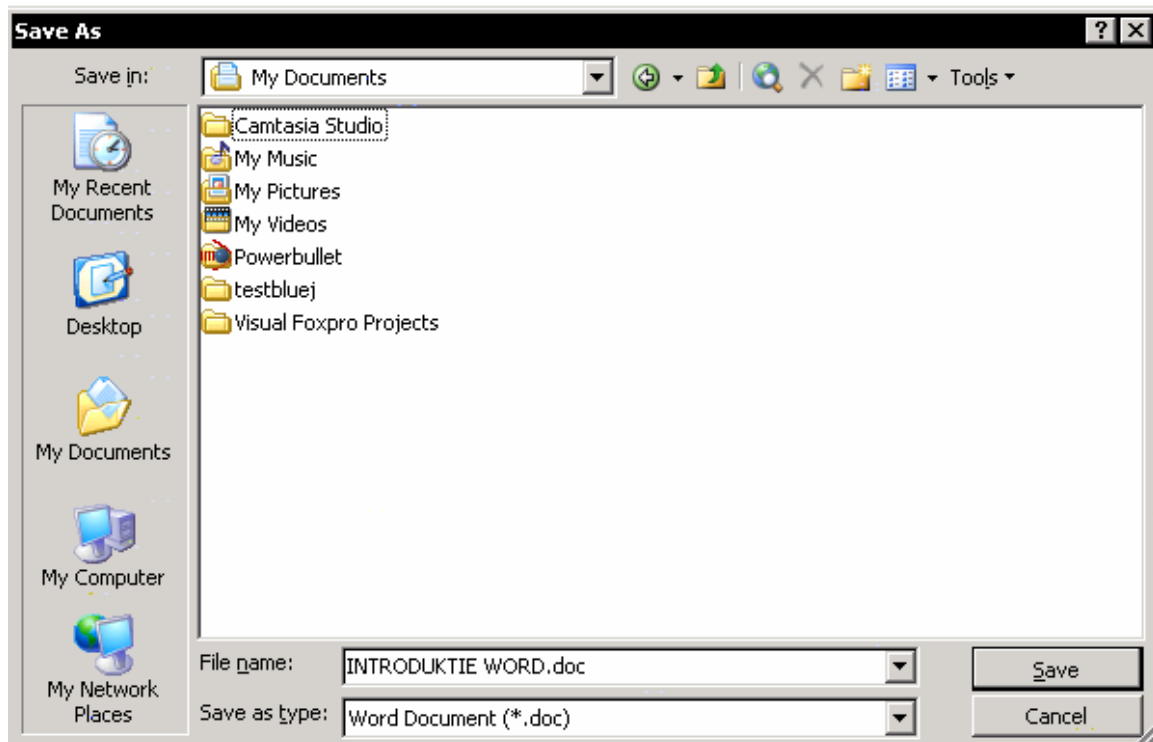 Save As
Save in:
My Documents
Tools
My Recent
Documents
Desktop
My Documents
My Computer
My Network
Places
Camtasia Studio
My Music
My Pictures
My Videos
Powerbullet
testbluej
Visual Foxpro Projects
File name:
INTRODUKTIE WORD.doc
Save
Save as type:
Word Document (*.doc)
Cancel